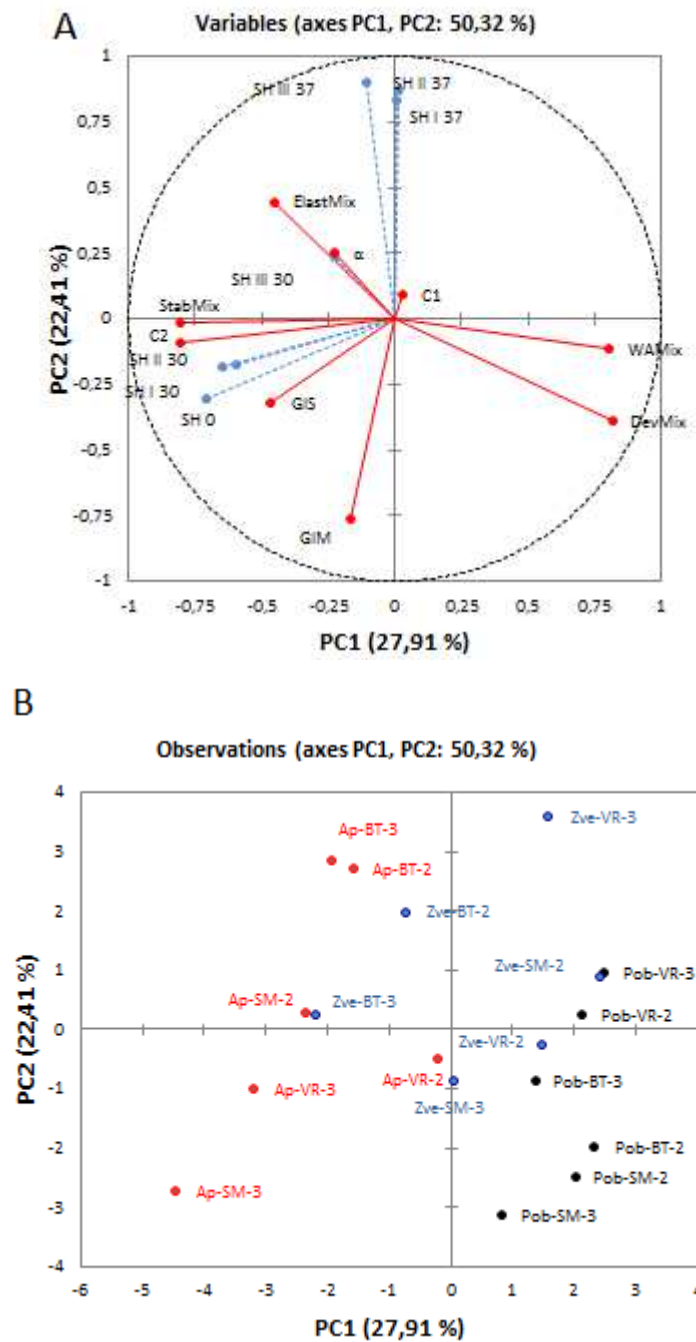 A
Variables (axes PC1, PC2: 50,32 %)
1
SH III 37
SH II 37
0,75
SH I 37
0,5
ElastMix
0,25
α
SH III 30
C1
StabMix
0
C2
WAMix
SH II 30
-0,25
SH I 30
GIS
DevMix
SH 0
-0,5
-0,75
GIM
-1
-1 -0,75 -0,5 -0,25 0 0,25 0,5 0,75 1
PC2 (22,41 %)
PC1 (27,91 %)
B
Observations (axes PC1, PC2: 50,32 %)
4
Zve-VR-3
Ap-BT-3
3
Ap-BT-2
2
Zve-BT-2
Zve-SM-2
1
Pob-VR-3
Ap-SM-2
Zve-BT-3
Pob-VR-2
0
Zve-VR-2
Ap-VR-3
Ap-VR-2
Pob-BT-3
-1
Zve-SM-3
Pob-BT-2
-2
Pob-SM-2
Ap-SM-3
Pob-SM-3
-3
-4
-6 -5 -4 -3 -2 -1 0 1 2 3 4
PC2 (22,41 %)
PC1 (27,91 %)